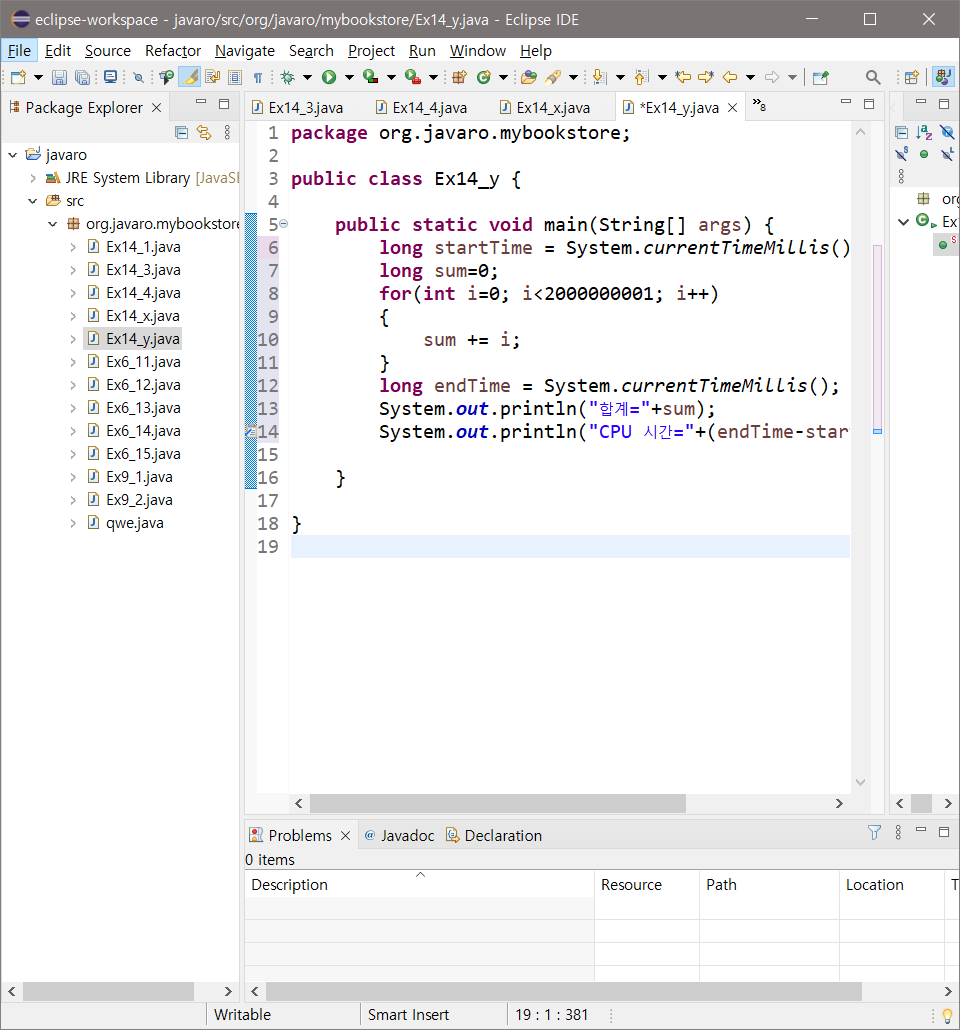 eclipse-workspace - javaro/src/org/javaro/mybookstore/Ex14_y.java - Eclipse IDE
File Edit Source Refactor Navigate Search Project Run Window Help
Package Explorer
javaro
JRE System Library [JavaSE
src
org.javaro.mybookstore
Ex14_1.java
Ex14_3.java
Ex14_4.java
Ex14_x.java
Ex14_y.java
Ex6_11.java
Ex6_12.java
Ex6_13.java
Ex6_14.java
Ex6_15.java
Ex9_1.java
Ex9_2.java
qwe.java
Ex14_3.java Ex14_4.java Ex14_x.java *Ex14_y.java »8
1 package org.javaro.mybookstore;
2
3 public class Ex14_y {
4
5 public static void main(String[] args) {
6 long startTime = System.currentTimeMillis()
7 long sum=0;
8 for(int i=0; i<2000000001; i++)
9 {
10 sum += i;
11 }
12 long endTime = System.currentTimeMillis();
13 System.out.println("합계="+sum);
14 System.out.println("CPU 시간="+(endTime-star
15
16 }
17
18 }
19
org
Ex1
Problems Javadoc Declaration
0 items
Description Resource Path Location T
Writable Smart Insert 19 : 1 : 381